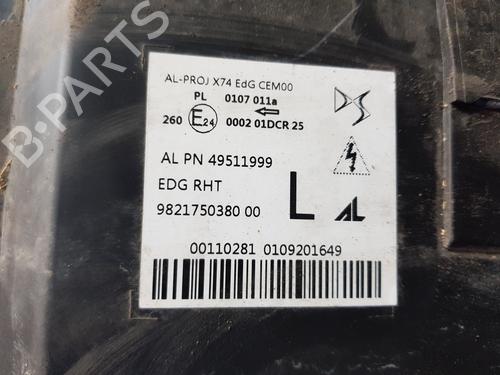 AL-PROJ X74 EdG CEM00
PL 0107 011a
260 E24 0002 01DCR 25
AL PN 49511999
EDG RHT
9821750380 00
L
AL
DS
00110281 0109201649